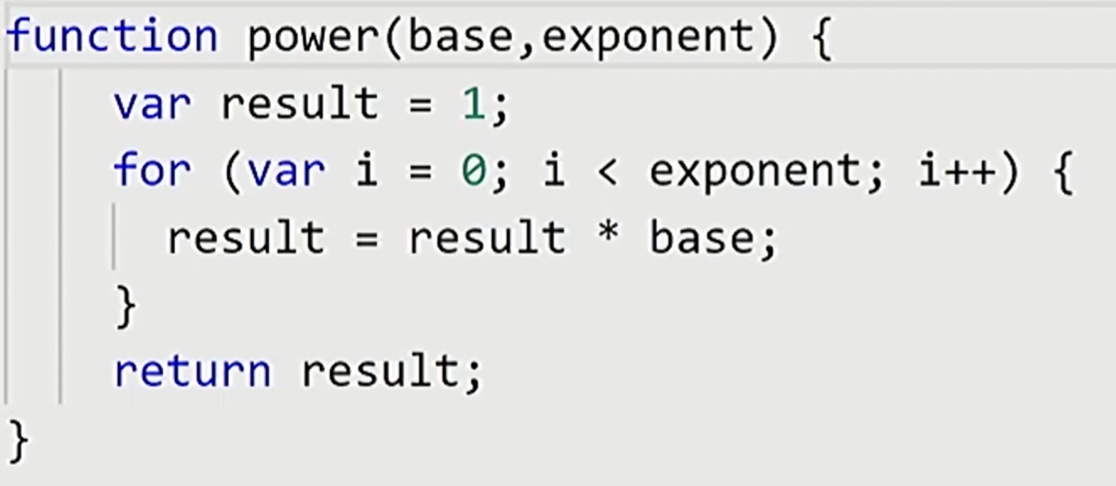 function power(base,exponent) {
var result = 1;
for (var i = 0; i < exponent; i++) {
result = result * base;
}
return result;
}